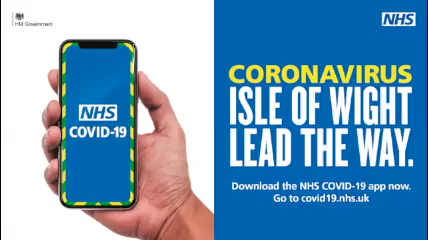 HM Government
NHS
NHS
COVID-19
CORONAVIRUS
ISLE OF WIGHT
LEAD THE WAY.
Download the NHS COVID-19 app now.
Go to covid19.nhs.uk